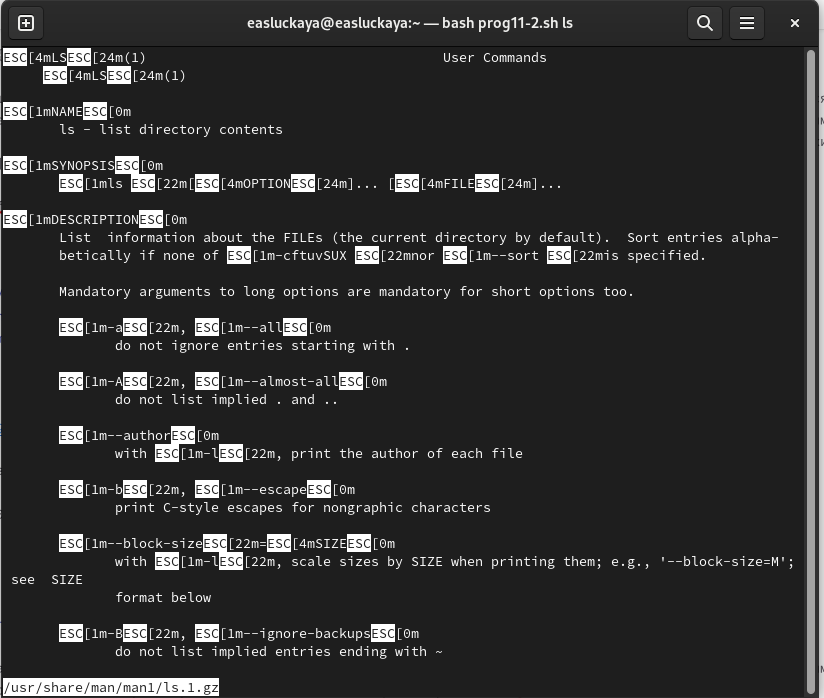 easluckaya@easluckaya:~ — bash prog11-2.sh ls
ESC[4mLSESC[24m(1)                                     User Commands
     ESC[4mLSESC[24m(1)
ESC[1mNAMEESC[0m
       ls - list directory contents
ESC[1mSYNOPSISESC[0m
       ESC[1mls ESC[22m[ESC[4mOPTIONESC[24m]... [ESC[4mFILEESC[24m]...
ESC[1mDESCRIPTIONESC[0m
       List  information about the FILEs (the current directory by default).  Sort entries alpha-
       betically if none of ESC[1m-cftuvSUX ESC[22mnor ESC[1m--sort ESC[22mis specified.
       Mandatory arguments to long options are mandatory for short options too.
       ESC[1m-aESC[22m, ESC[1m--allESC[0m
              do not ignore entries starting with .
       ESC[1m-AESC[22m, ESC[1m--almost-allESC[0m
              do not list implied . and ..
       ESC[1m--authorESC[0m
              with ESC[1m-lESC[22m, print the author of each file
       ESC[1m-bESC[22m, ESC[1m--escapeESC[0m
              print C-style escapes for nongraphic characters
       ESC[1m--block-sizeESC[22m=ESC[4mSIZEESC[0m
              with ESC[1m-lESC[22m, scale sizes by SIZE when printing them; e.g., '--block-size=M';
 see  SIZE
              format below
       ESC[1m-BESC[22m, ESC[1m--ignore-backupsESC[0m
              do not list implied entries ending with ~
/usr/share/man/man1/ls.1.gz